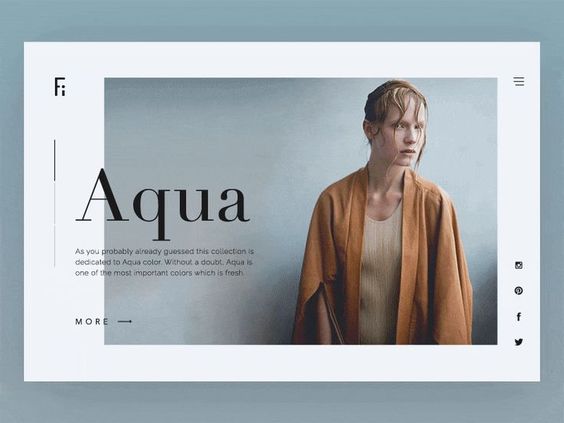 Fi
Aqua
As you probably already guessed this collection is
dedicated to Aqua color. Without a doubt, Aqua is
one of the most important colors which is fresh.
MORE